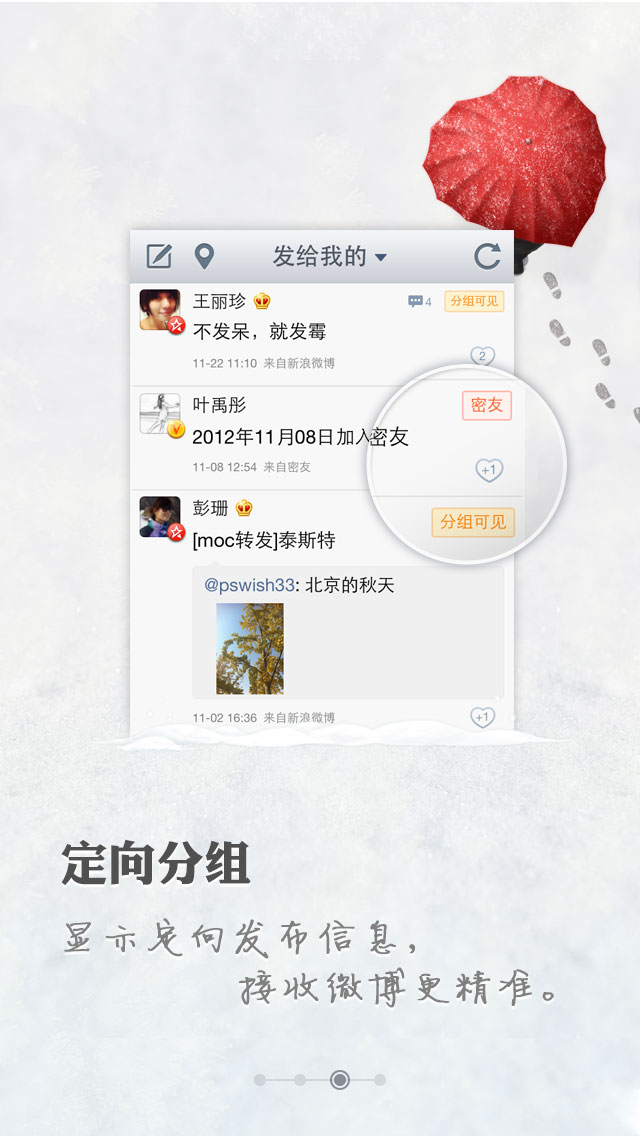 发给我的
王丽珍 4 分组可见
不发呆，就发霉
11-22 11:10 来自新浪微博 2
叶禹彤 密友
2012年11月08日加入密友
11-08 12:54 来自密友 +1
彭珊 分组可见
[moc转发]泰斯特
@pswish33: 北京的秋天
11-02 16:36 来自新浪微博 +1
定向分组
显示定向发布信息，
接收微博更精准。